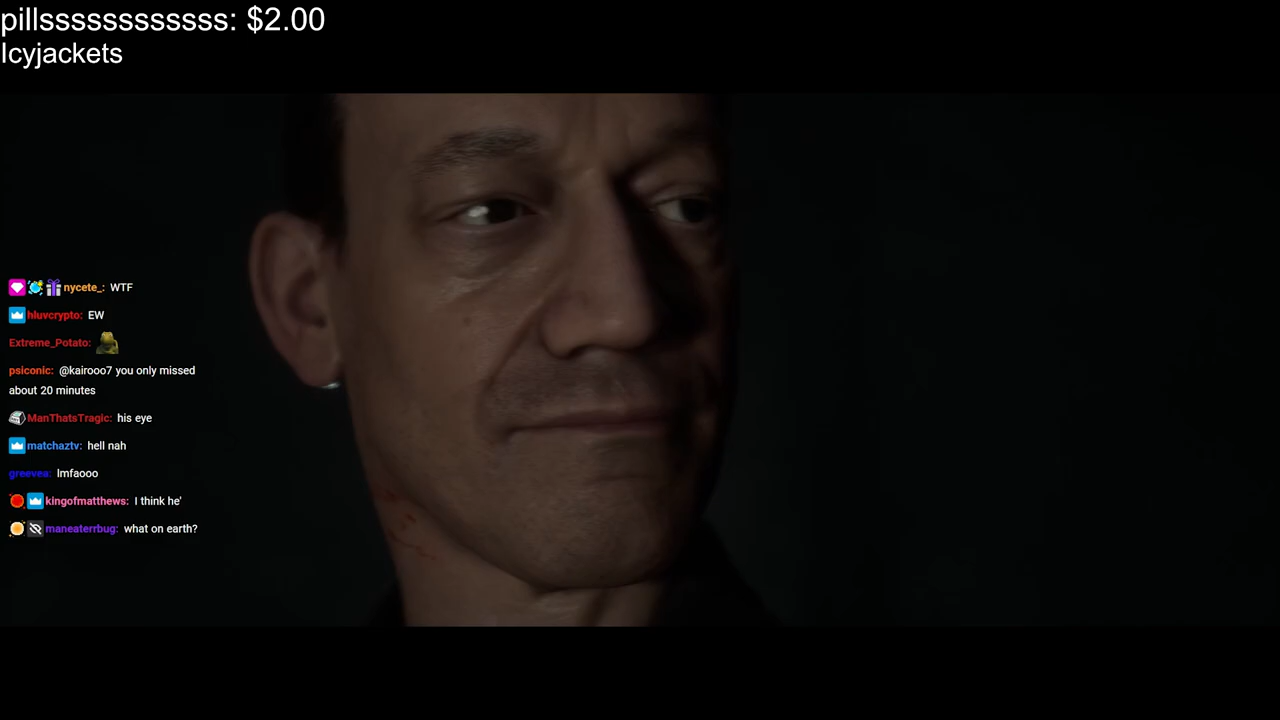 pillsssssssssssss: $2.00
Icyjackets
nycete_: WTF
hluvcrypto: EW
Extreme_Potato:
psiconic: @kairooo7 you only missed
about 20 minutes
ManThatsTragic: his eye
matchaztv: hell nah
greevea: lmfaooo
kingofmatthews: I think he'
maneaterrbug: what on earth?